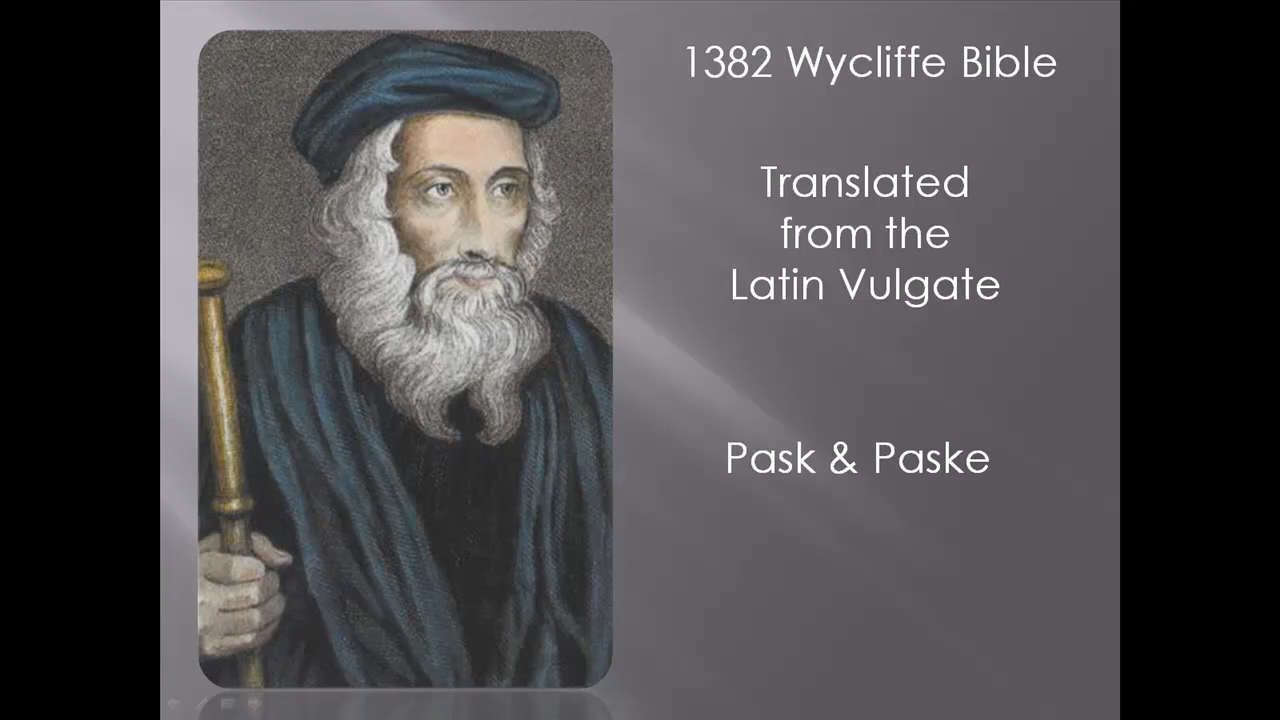 1382 Wycliffe Bible
Translated
from the
Latin Vulgate
Pask & Paske